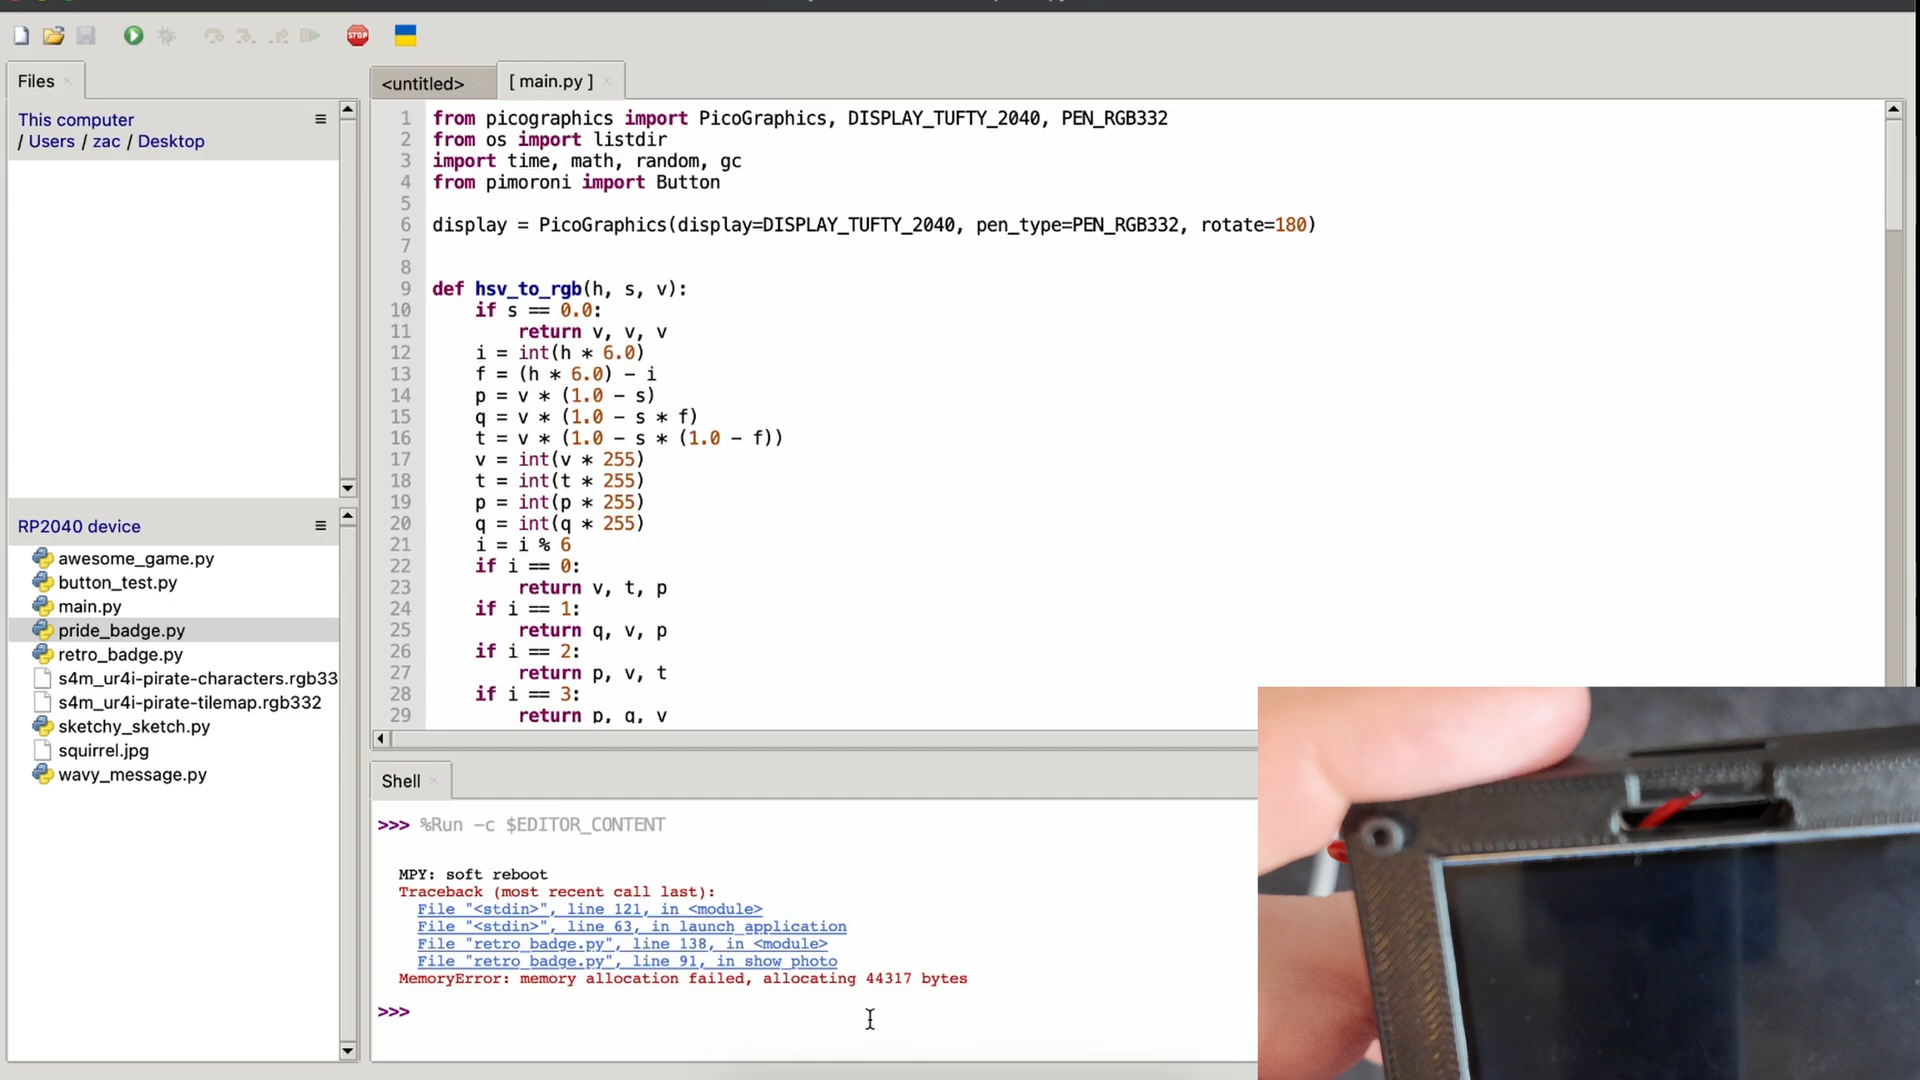 STOP
Files
This computer
/ Users / zac / Desktop
RP2040 device
awesome_game.py
button_test.py
main.py
pride_badge.py
retro_badge.py
s4m_ur4i-pirate-characters.rgb33
s4m_ur4i-pirate-tilemap.rgb332
sketchy_sketch.py
squirrel.jpg
wavy_message.py
<untitled>
[ main.py ]
1 from picographics import PicoGraphics, DISPLAY_TUFTY_2040, PEN_RGB332
2 from os import listdir
3 import time, math, random, gc
4 from pimoroni import Button
5
6 display = PicoGraphics(display=DISPLAY_TUFTY_2040, pen_type=PEN_RGB332, rotate=180)
7
8
9 def hsv_to_rgb(h, s, v):
10 if s == 0.0:
11 return v, v, v
12 i = int(h * 6.0)
13 f = (h * 6.0) - i
14 p = v * (1.0 - s)
15 q = v * (1.0 - s * f)
16 t = v * (1.0 - s * (1.0 - f))
17 v = int(v * 255)
18 t = int(t * 255)
19 p = int(p * 255)
20 q = int(q * 255)
21 i = i % 6
22 if i == 0:
23 return v, t, p
24 if i == 1:
25 return q, v, p
26 if i == 2:
27 return p, v, t
28 if i == 3:
29 return p, q, v
Shell
>>> %Run -c $EDITOR_CONTENT
MPY: soft reboot
Traceback (most recent call last):
File "<stdin>", line 121, in <module>
File "<stdin>", line 63, in launch_application
File "retro_badge.py", line 138, in <module>
File "retro_badge.py", line 91, in show_photo
MemoryError: memory allocation failed, allocating 44317 bytes
>>>